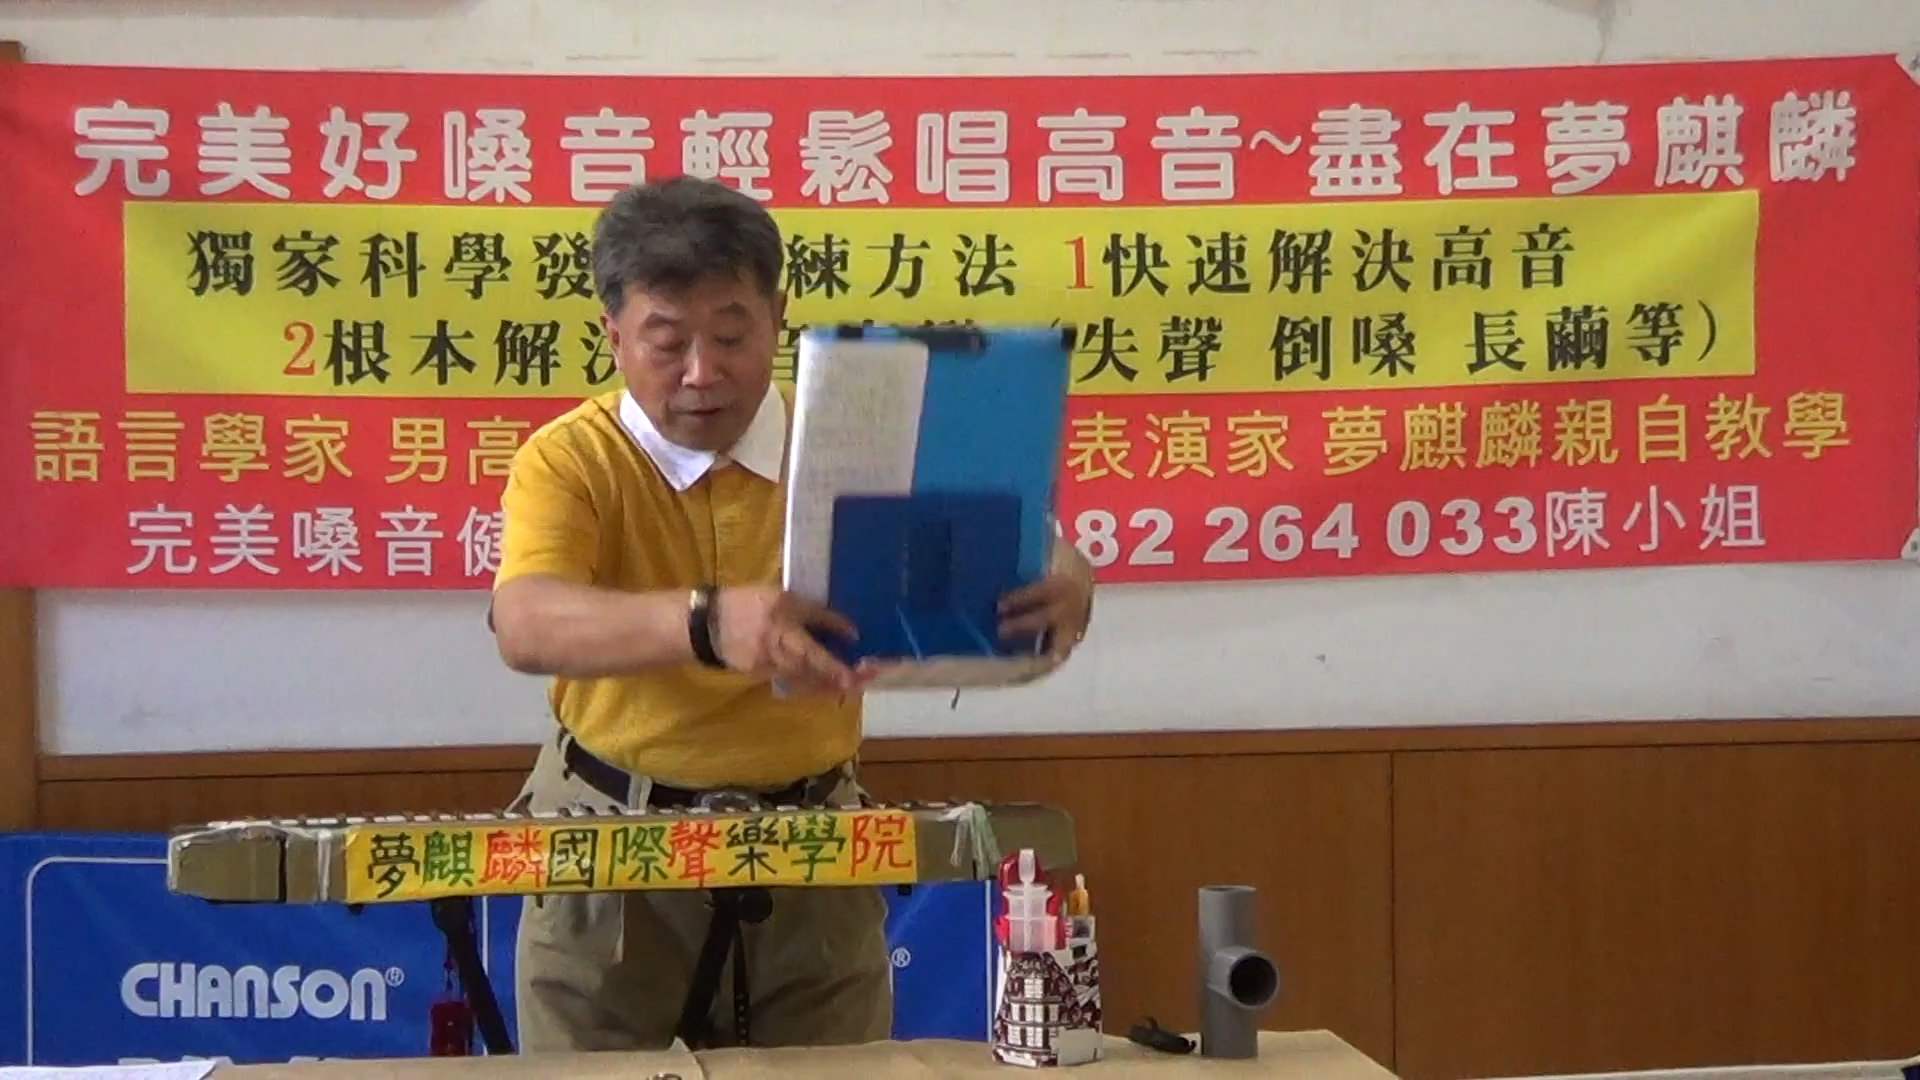 完美好嗓音輕鬆唱高音~盡在夢麒麟
獨家科學發 練方法 1快速解決高音
2根本解決 音 (失聲 倒嗓 長繭等)
語言學家 男高 表演家 夢麒麟親自教學
完美嗓音健 82 264 033陳小姐
夢麒麟國際聲樂學院
CHANSON®
®